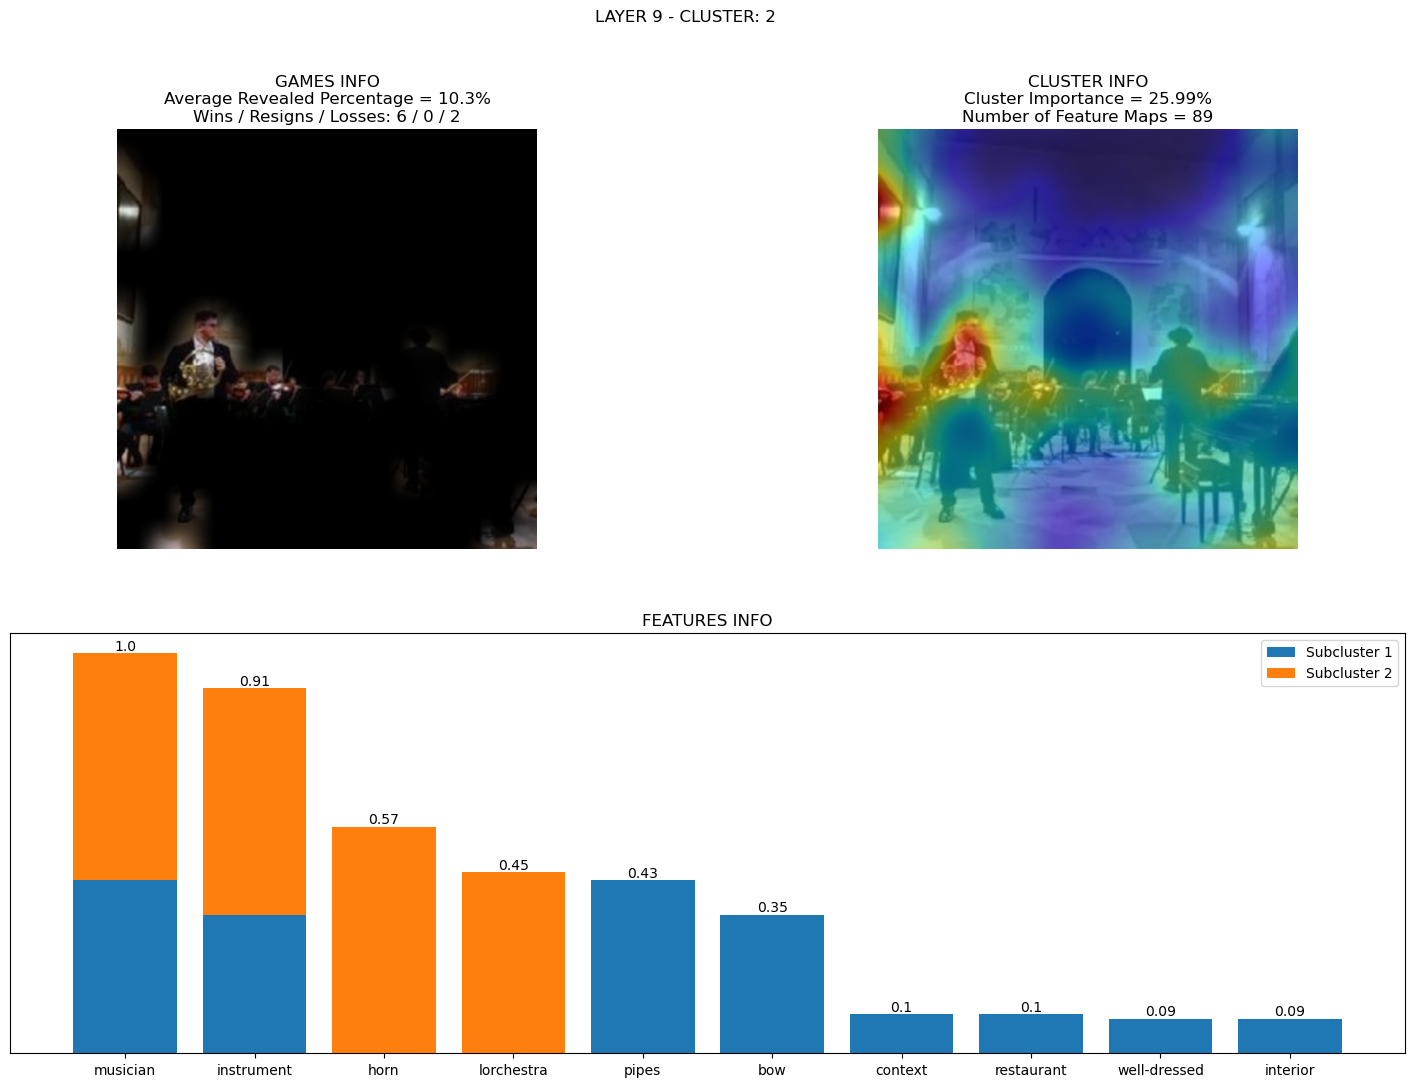 LAYER 9 - CLUSTER: 2
GAMES INFO
Average Revealed Percentage = 10.3%
Wins / Resigns / Losses: 6 / 0 / 2
CLUSTER INFO
Cluster Importance = 25.99%
Number of Feature Maps = 89
FEATURES INFO
Subcluster 1
Subcluster 2
1.0
0.91
0.57
0.45
0.43
0.35
0.1
0.1
0.09
0.09
musician
instrument
horn
lorchestra
pipes
bow
context
restaurant
well-dressed
interior